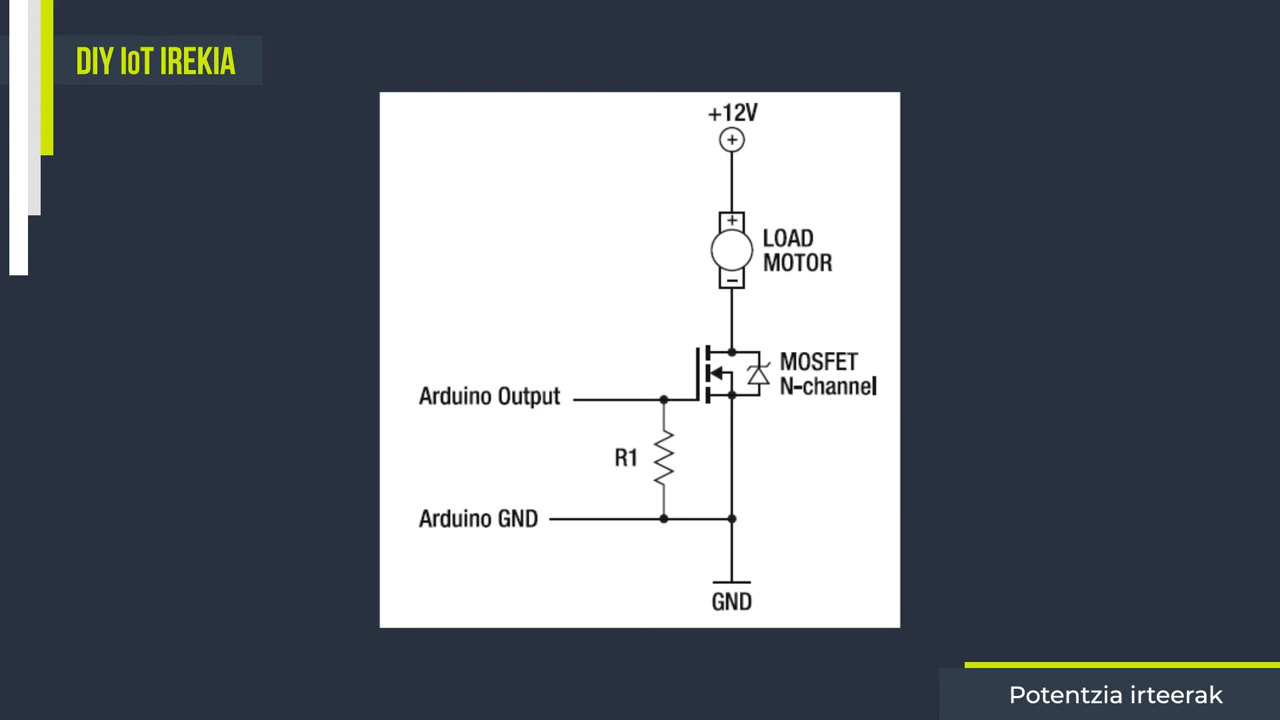 DIY IoT IREKIA
+12V
LOAD
MOTOR
MOSFET
N-channel
Arduino Output
R1
Arduino GND
GND
Potentzia irteerak